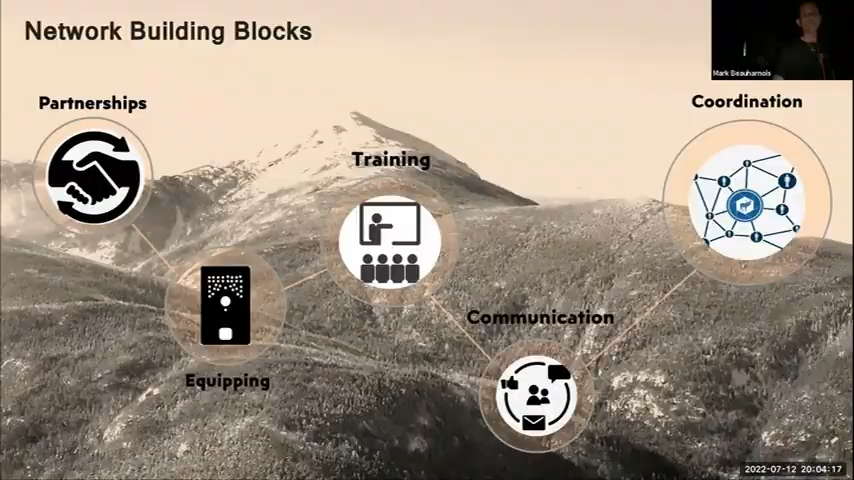 Network Building Blocks
Mark Beauharnois
Partnerships
Coordination
Training
Communication
Equipping
2022-07-12 20:04:17